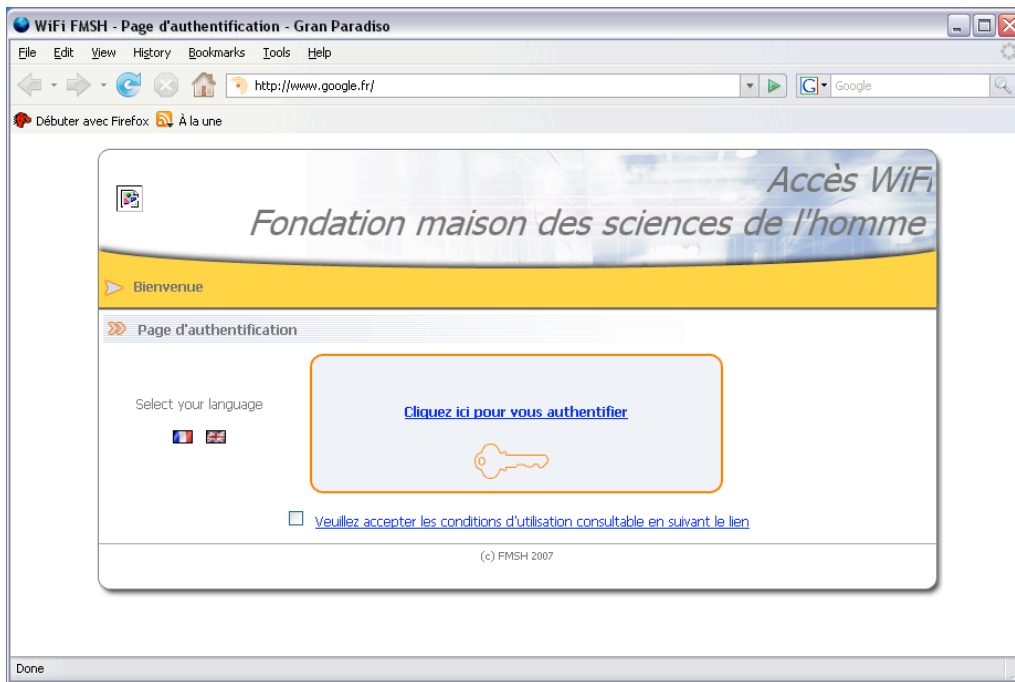 WiFi FMSH - Page d'authentification - Gran Paradiso
File Edit View History Bookmarks Tools Help
http://www.google.fr/ G Google
Débuter avec Firefox À la une
Accès WiFi
Fondation maison des sciences de l'homme
Bienvenue
Page d'authentification
Select your language
Cliquez ici pour vous authentifier
Veuillez accepter les conditions d'utilisation consultable en suivant le lien
(c) FMSH 2007
Done